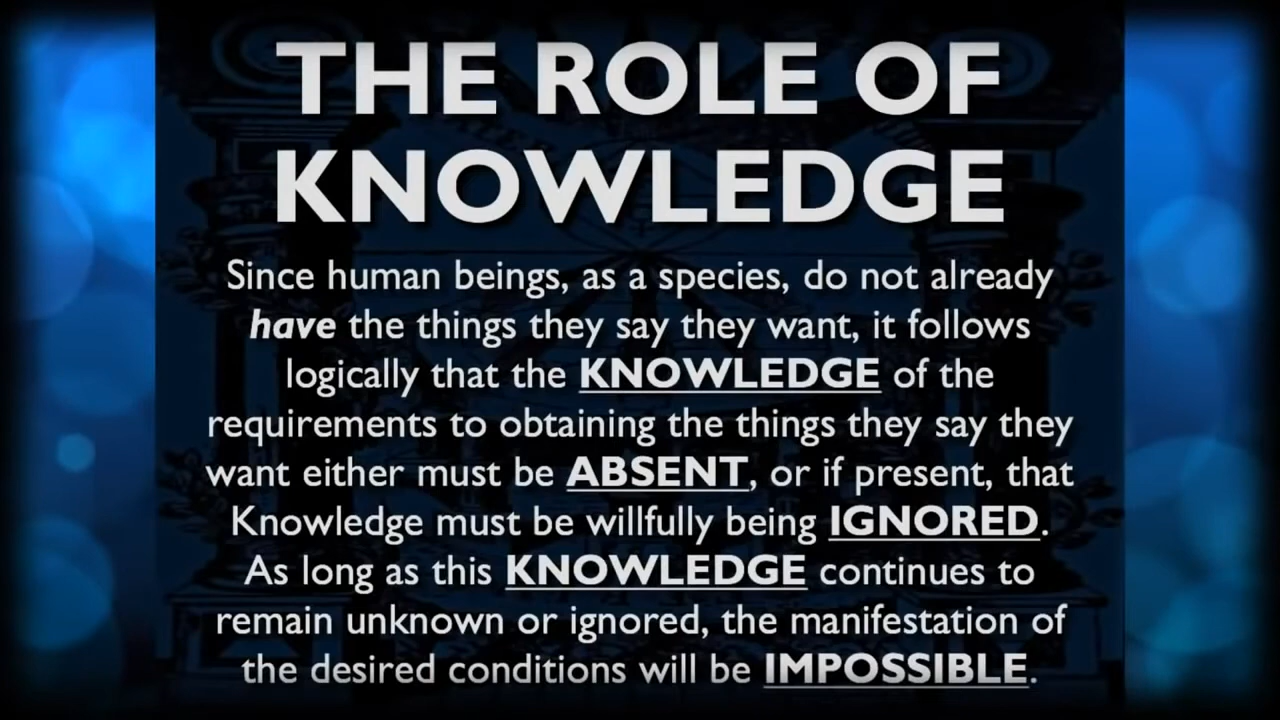 THE ROLE OF
KNOWLEDGE
Since human beings, as a species, do not already
have the things they say they want, it follows
logically that the KNOWLEDGE of the
requirements to obtaining the things they say they
want either must be ABSENT, or if present, that
Knowledge must be willfully being IGNORED.
As long as this KNOWLEDGE continues to
remain unknown or ignored, the manifestation of
the desired conditions will be IMPOSSIBLE.